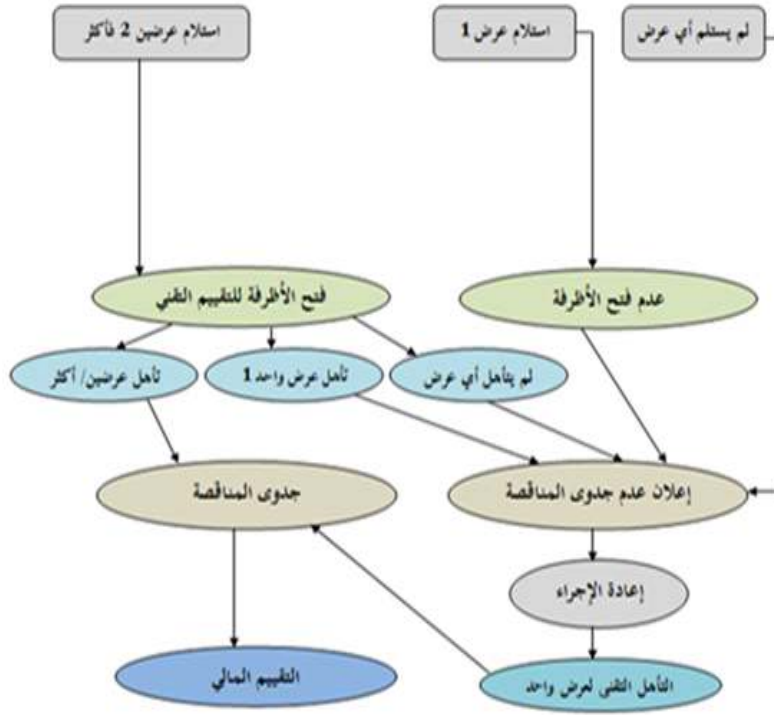 لم يستلم أي عرض
استلام عرض 1
استلام عرضين 2 فأكثر
عدم فتح الأظرفة
فتح الأظرفة للتقييم التقني
لم يتأهل أي عرض
تأهل عرض واحد 1
تأهل عرضين/ أكثر
إعلان عدم جدوى المناقصة
جدوى المناقصة
إعادة الإجراء
التأهل التقني لعرض واحد
التقييم المالي